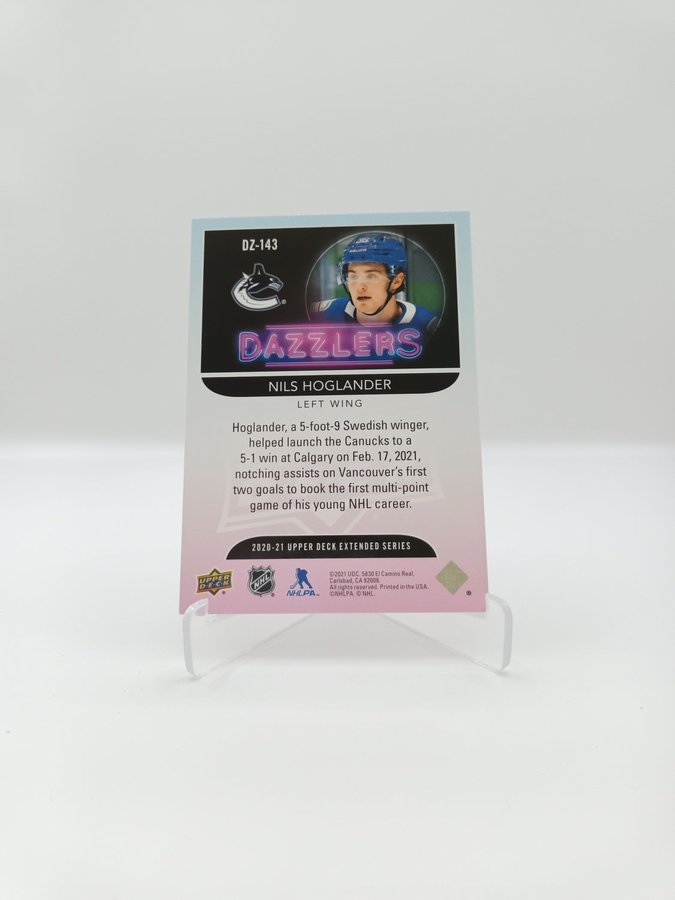 DZ-143
DAZZLERS
NILS HOGLANDER
LEFT WING
Hoglander, a 5-foot-9 Swedish winger,
helped launch the Canucks to a
5-1 win at Calgary on Feb. 17, 2021,
notching assists on Vancouver's first
two goals to book the first multi-point
game of his young NHL career.
2020-21 UPPER DECK EXTENDED SERIES
UPPER
DECK
NHL
NHLPA
©2021 UDC. 5830 El Camino Real,
Carlsbad, CA 92008.
All rights reserved. Printed in the USA.
©NHLPA. © NHL.